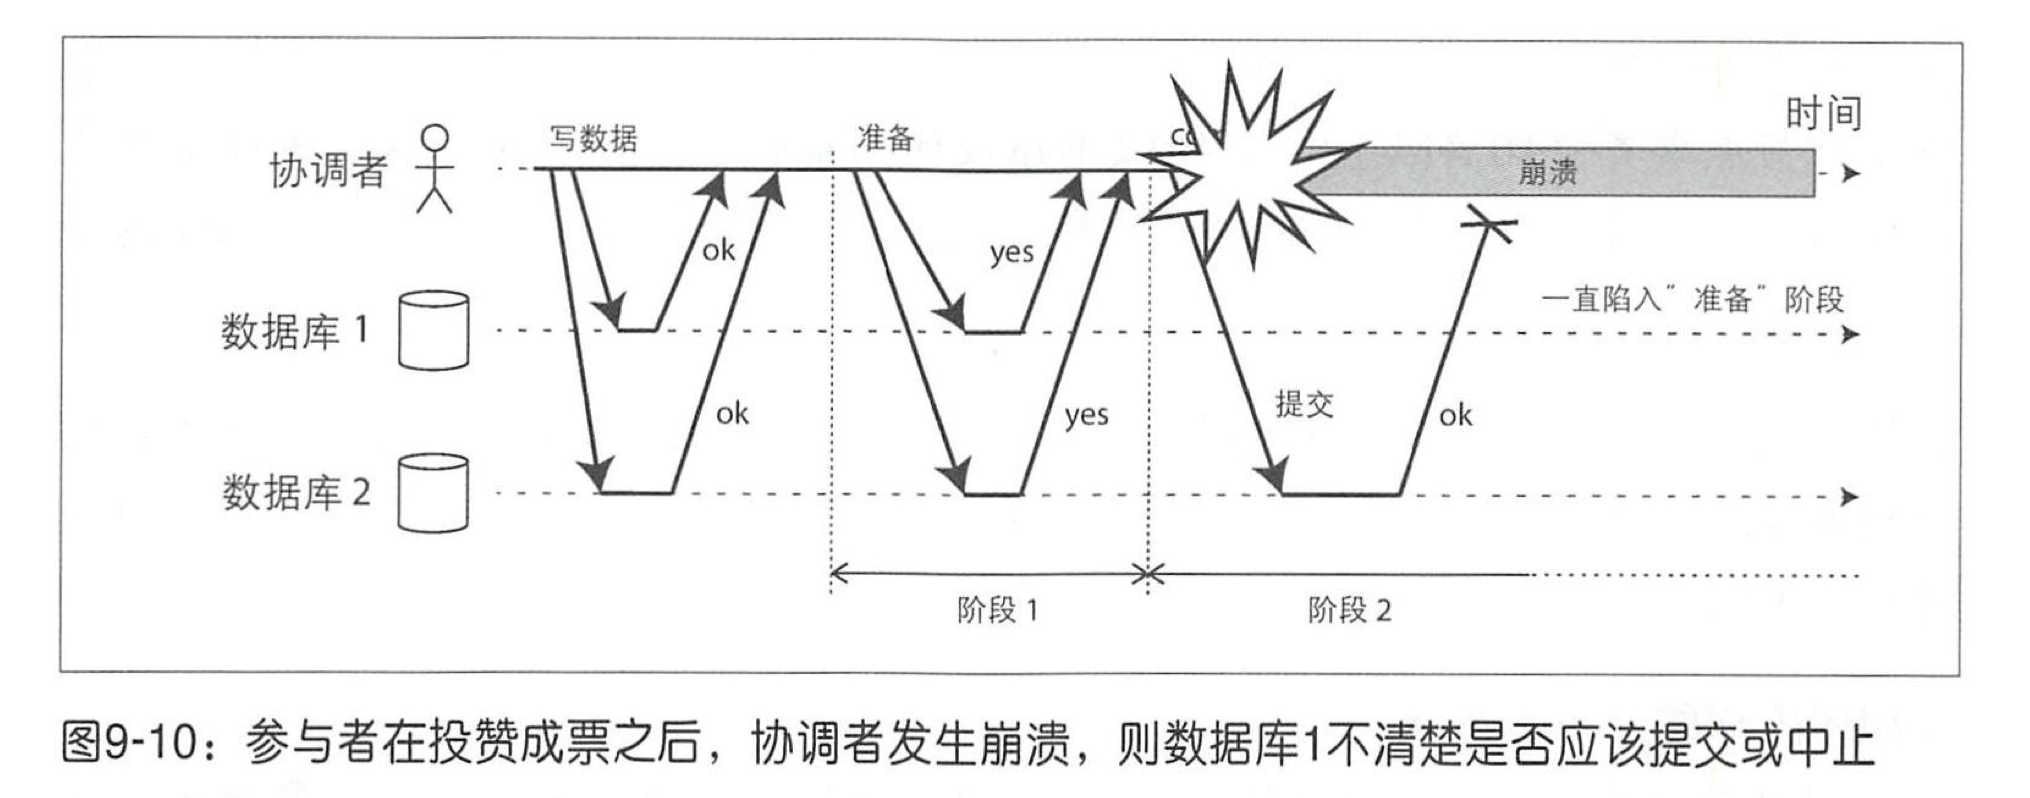 时间
写数据
准备
协调者
崩溃
ok
yes
一直陷入"准备"阶段
数据库 1
提交
ok
yes
ok
数据库 2
阶段 1
阶段 2
图9-10：参与者在投赞成票之后，协调者发生崩溃，则数据库1不清楚是否应该提交或中止